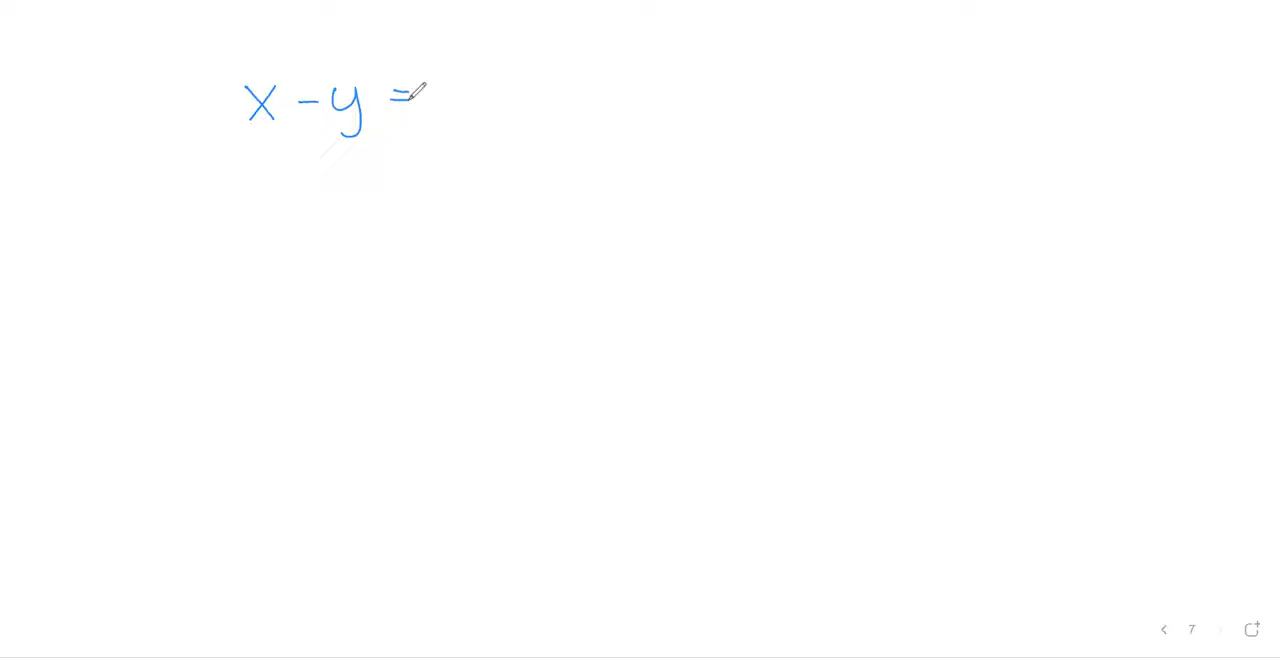 x - y =
7